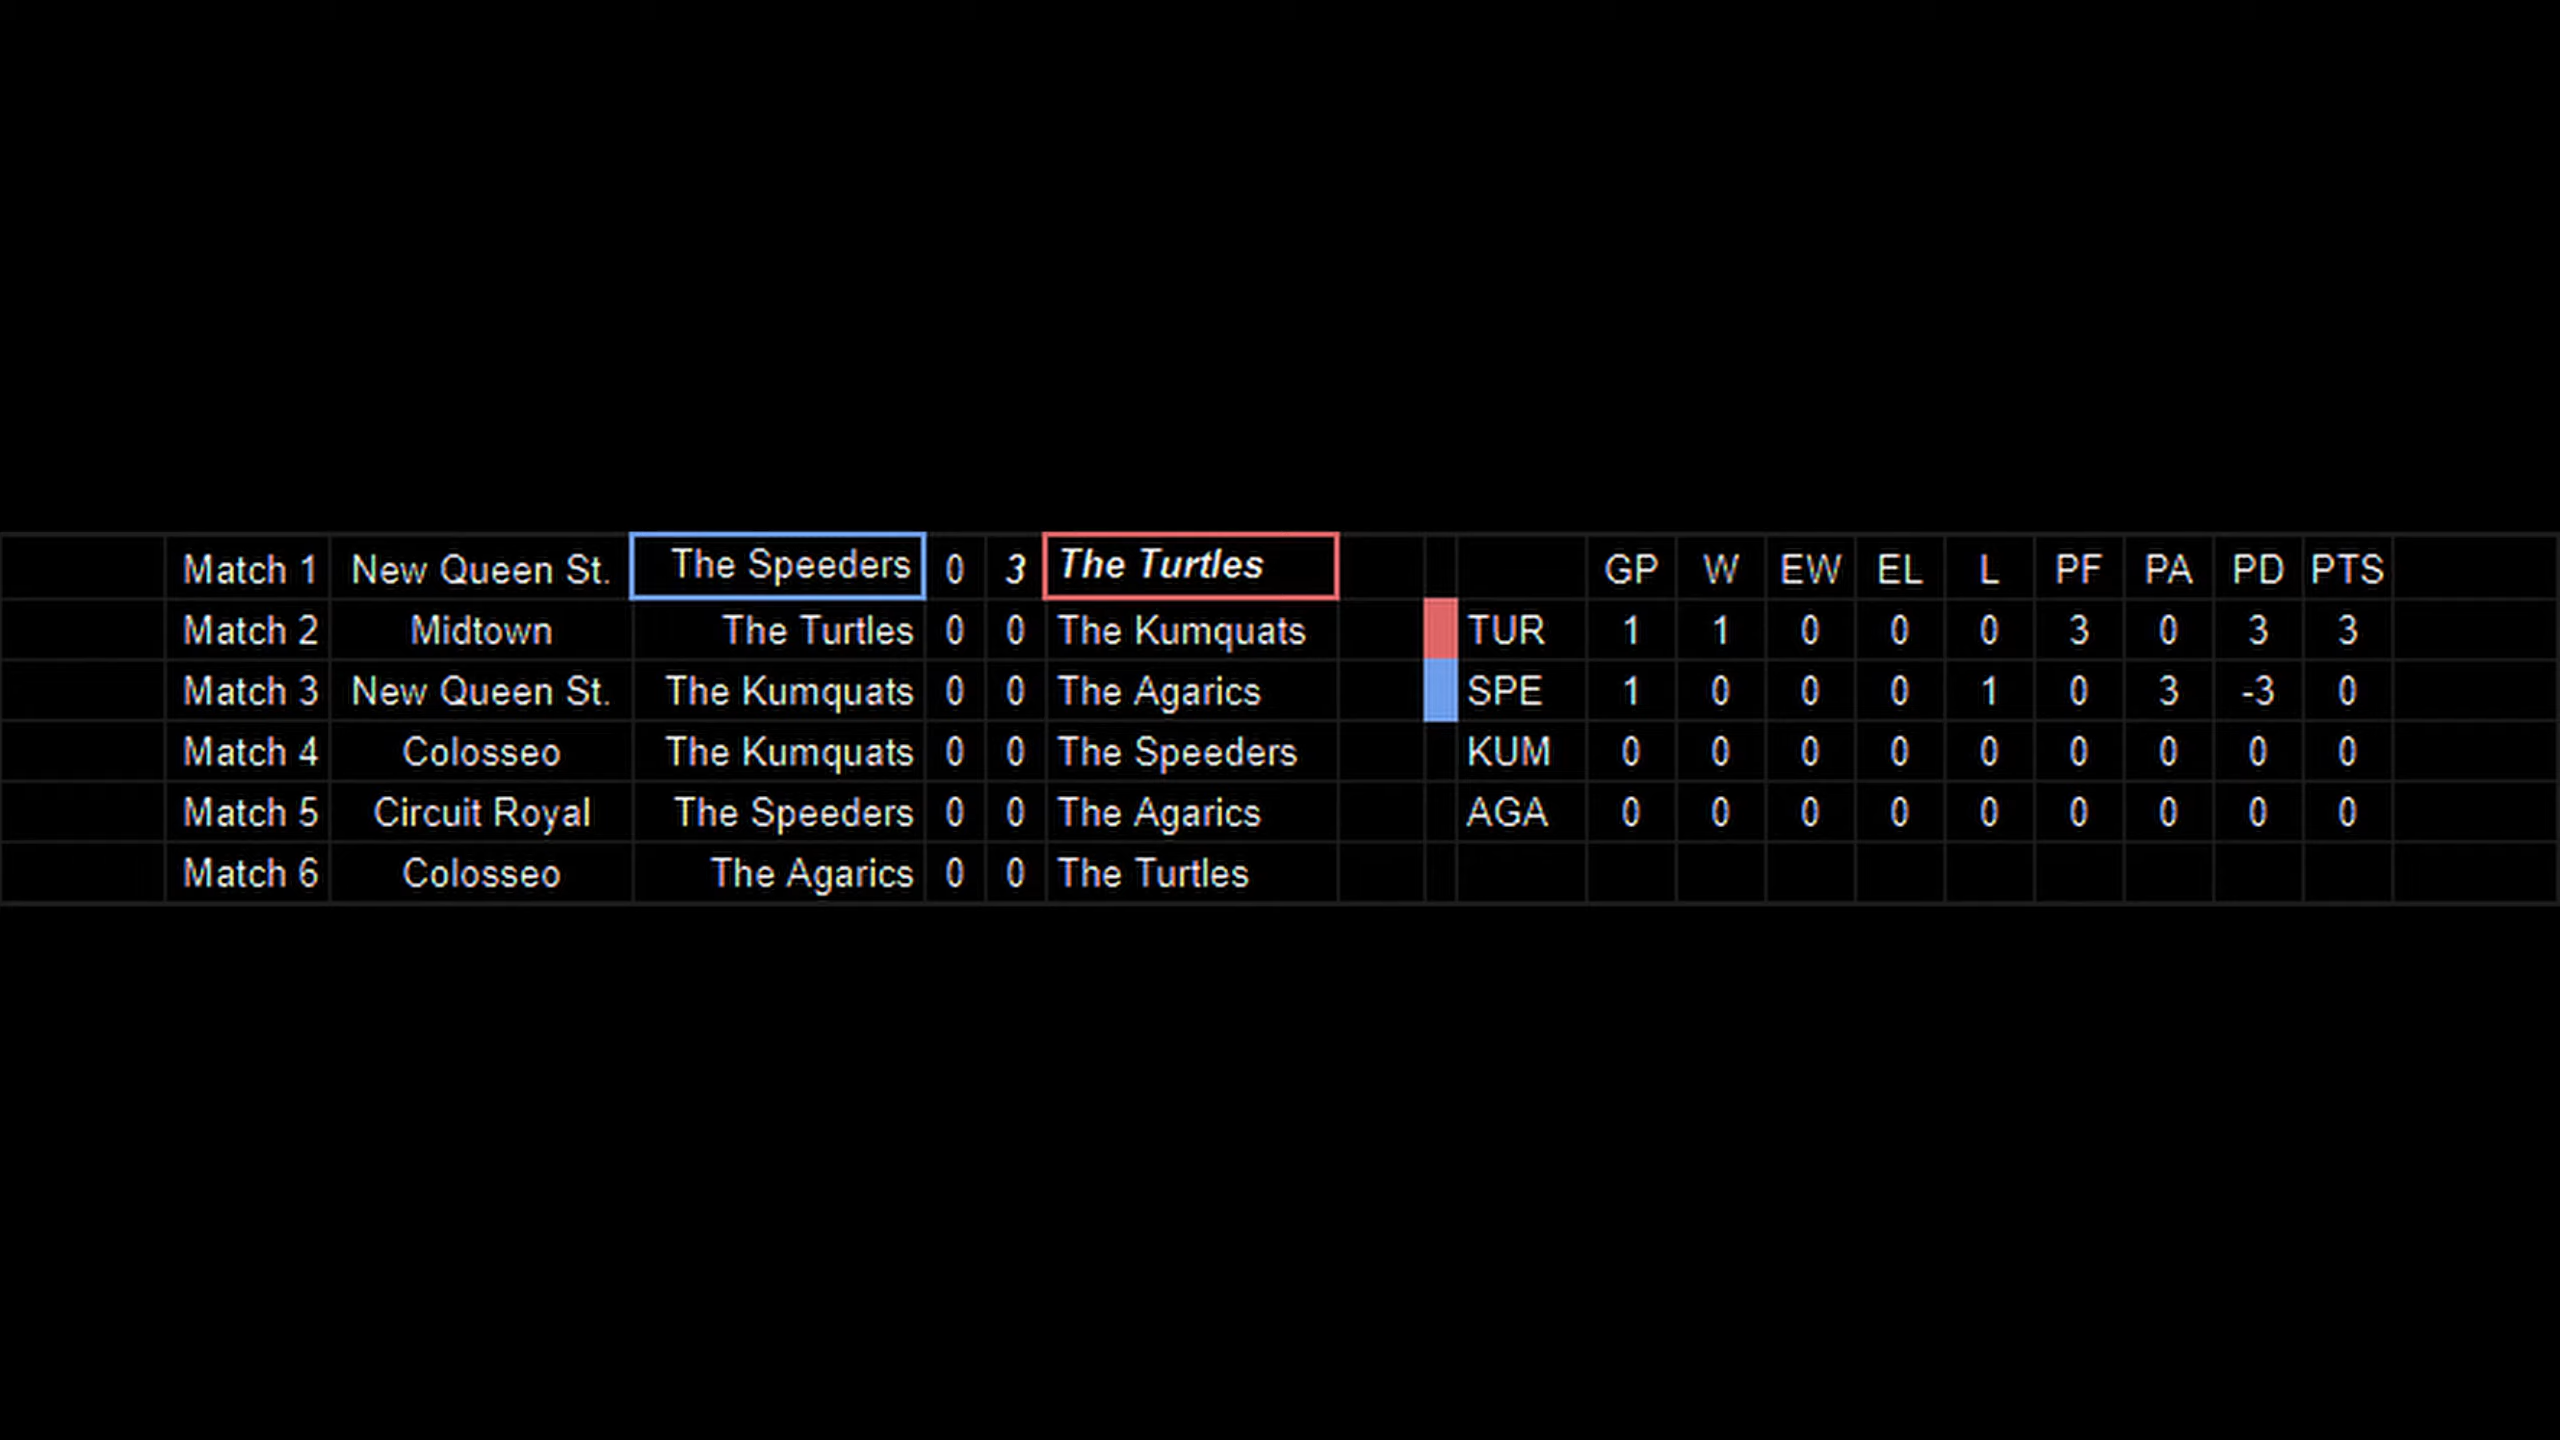 Match 1 New Queen St. The Speeders 0 3 The Turtles GP W EW EL L PF PA PD PTS
Match 2 Midtown The Turtles 0 0 The Kumquats TUR 1 1 0 0 0 3 0 3 3
Match 3 New Queen St. The Kumquats 0 0 The Agarics SPE 1 0 0 0 1 0 3 -3 0
Match 4 Colosseo The Kumquats 0 0 The Speeders KUM 0 0 0 0 0 0 0 0 0
Match 5 Circuit Royal The Speeders 0 0 The Agarics AGA 0 0 0 0 0 0 0 0 0
Match 6 Colosseo The Agarics 0 0 The Turtles